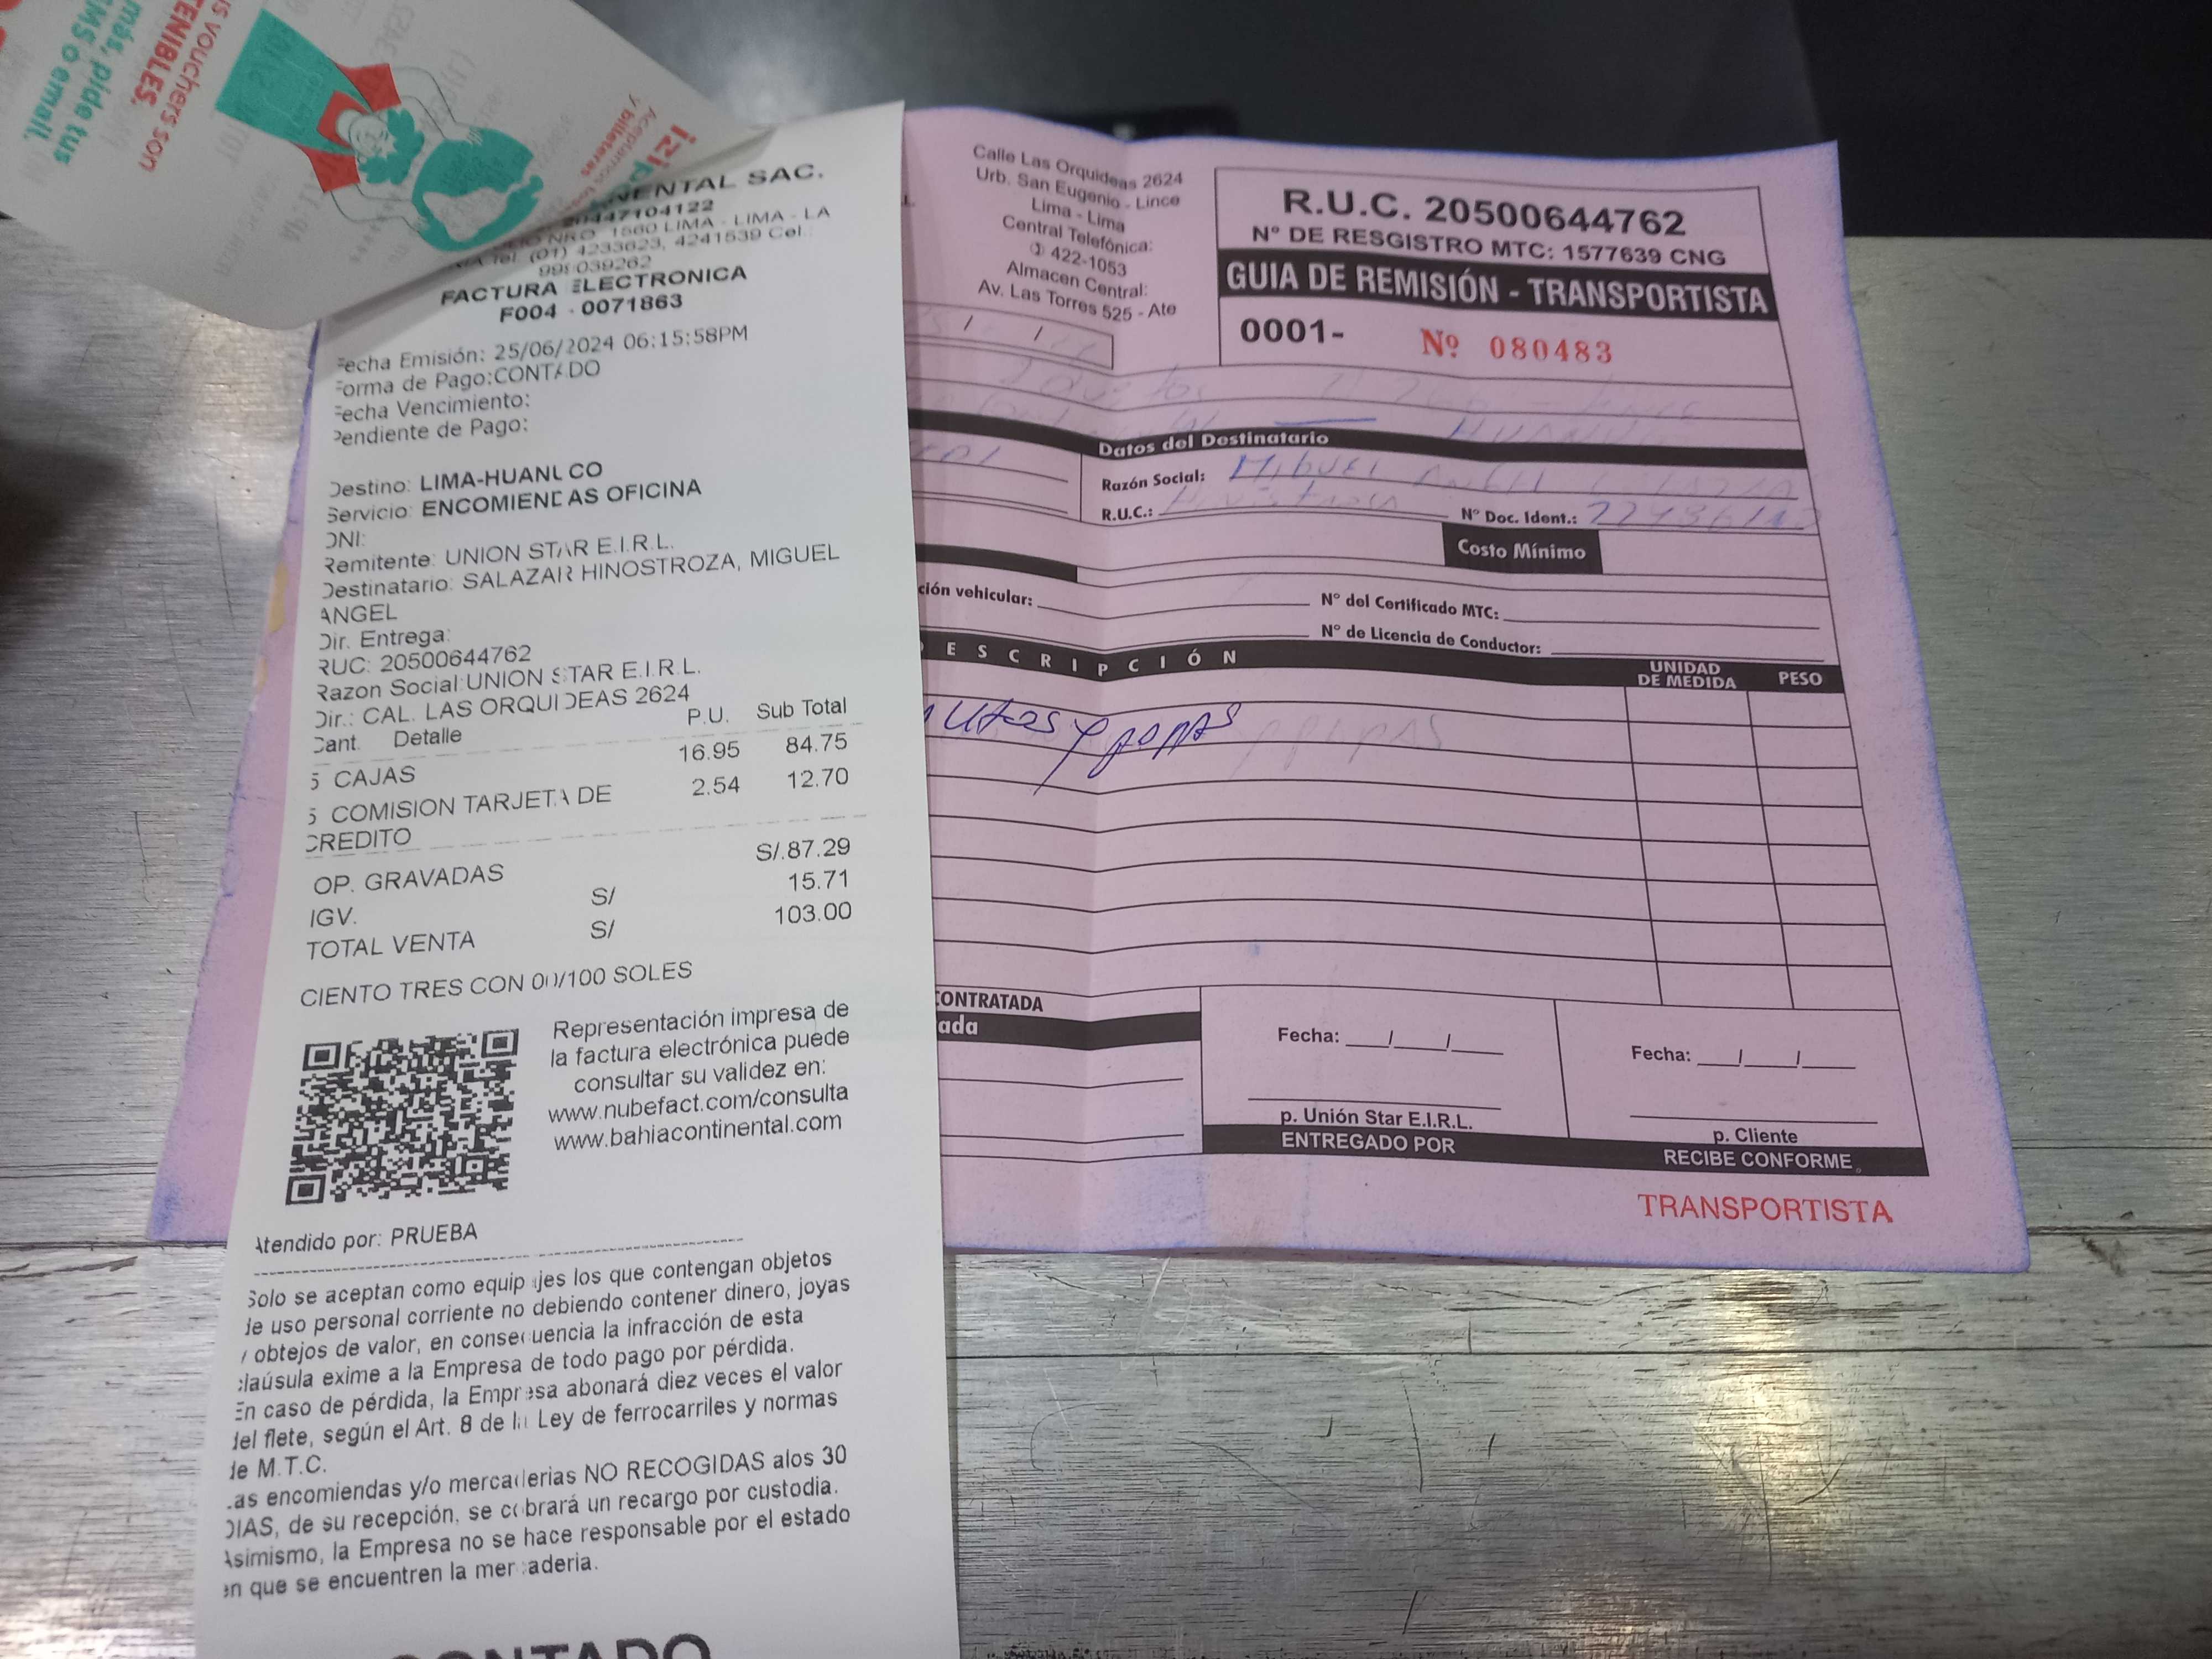 S VOUCHERS son
TENIBLES.
más, pide tus
MS o email.
izip
Aceptamos
y billeteras
NENTAL SAC.
20447104122
NRO. 1560 LIMA - LIMA - LA
Tel: (01) 4233623, 4241539 Cel.:
998039262
FACTURA ELECTRONICA
F004 - 0071863
Fecha Emisión: 25/06/2024 06:15:58PM
Forma de Pago:CONTADO
Fecha Vencimiento:
Pendiente de Pago:
Destino: LIMA-HUANUCO
Servicio: ENCOMIENDAS OFICINA
DNI:
Remitente: UNION STAR E.I.R.L.
Destinatario: SALAZAR HINOSTROZA, MIGUEL
ANGEL
Dir. Entrega:
RUC: 20500644762
Razon Social:UNION STAR E.I.R.L.
Dir.: CAL. LAS ORQUIDEAS 2624
Cant. Detalle P.U. Sub Total
5 CAJAS 16.95 84.75
5 COMISION TARJETA DE 2.54 12.70
CREDITO
OP. GRAVADAS S/.87.29
IGV. S/ 15.71
TOTAL VENTA S/ 103.00
CIENTO TRES CON 00/100 SOLES
Representación impresa de
la factura electrónica puede
consultar su validez en:
www.nubefact.com/consulta
www.bahiacontinental.com
Atendido por: PRUEBA
Solo se aceptan como equipajes los que contengan objetos
de uso personal corriente no debiendo contener dinero, joyas
y obtejos de valor, en consecuencia la infracción de esta
claúsula exime a la Empresa de todo pago por pérdida.
En caso de pérdida, la Empresa abonará diez veces el valor
del flete, según el Art. 8 de la Ley de ferrocarriles y normas
de M.T.C.
Las encomiendas y/o mercaderias NO RECOGIDAS alos 30
DIAS, de su recepción, se cobrará un recargo por custodia.
Asimismo, la Empresa no se hace responsable por el estado
en que se encuentren la mercaderia.
CONTADO
Calle Las Orquideas 2624
Urb. San Eugenio - Lince
Lima - Lima
Central Telefónica:
422-1053
Almacen Central:
Av. Las Torres 525 - Ate
R.U.C. 20500644762
Nº DE RESGISTRO MTC: 1577639 CNG
GUIA DE REMISIÓN - TRANSPORTISTA
0001- Nº 080483
Datos del Destinatario
Razón Social: Miguel Angel
R.U.C.: Nº Doc. Ident.:
Costo Mínimo
ción vehicular: Nº del Certificado MTC:
Nº de Licencia de Conductor:
DESCRIPCIÓN UNIDAD DE MEDIDA PESO
CONTRATADA
ada
Fecha: ___/___/___
p. Unión Star E.I.R.L.
ENTREGADO POR
Fecha: ___/___/___
p. Cliente
RECIBE CONFORME
TRANSPORTISTA